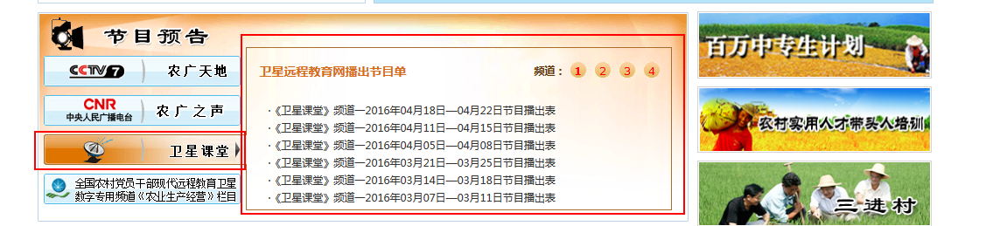 节目预告
CCTV 7 农广天地
CNR
中央人民广播电台
农广之声
卫星课堂
全国农村党员干部现代远程教育卫星
数字专用频道《农业生产经营》栏目
卫星远程教育网播出节目单
频道： 1 2 3 4
·《卫星课堂》频道一2016年04月18日—04月22日节目播出表
·《卫星课堂》频道一2016年04月11日—04月15日节目播出表
·《卫星课堂》频道一2016年04月05日—04月08日节目播出表
·《卫星课堂》频道一2016年03月21日—03月25日节目播出表
·《卫星课堂》频道一2016年03月14日—03月18日节目播出表
·《卫星课堂》频道一2016年03月07日—03月11日节目播出表
百万中专生计划
农村实用人才带头人培训
三进村